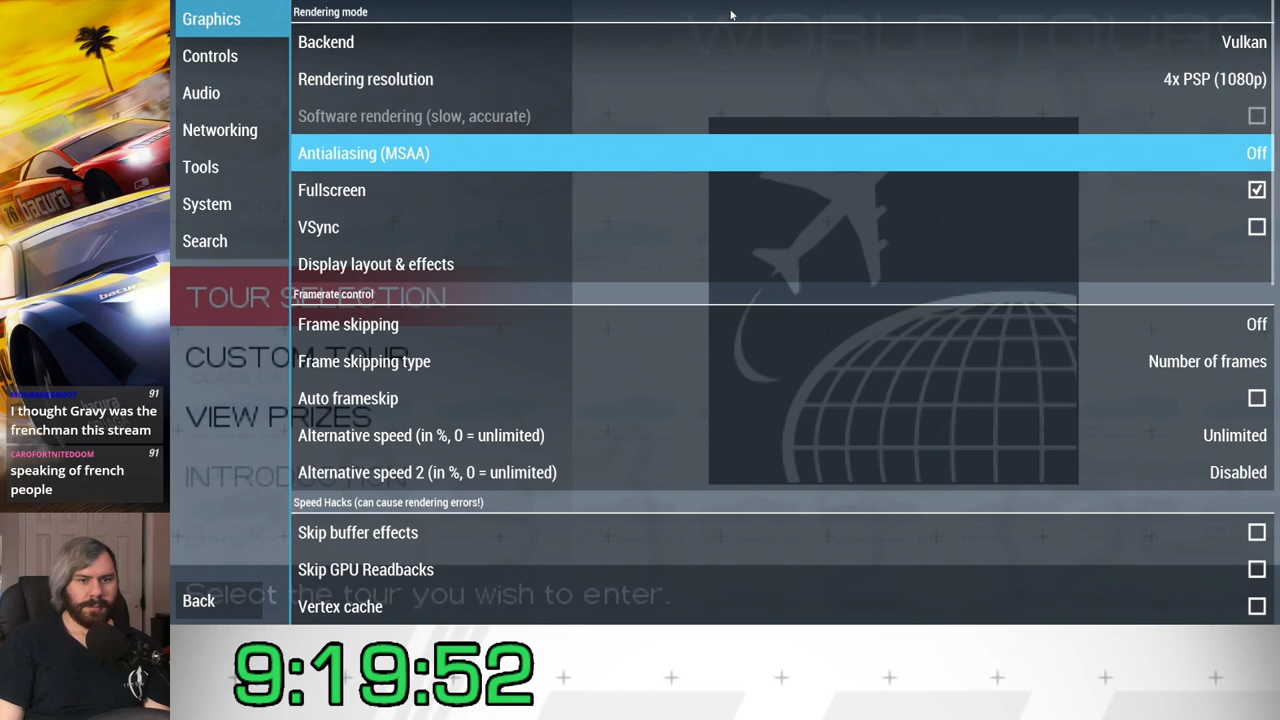 Graphics
Controls
Audio
Networking
Tools
System
Search
Back
Rendering mode
Backend Vulkan
Rendering resolution 4x PSP (1080p)
Software rendering (slow, accurate)
Antialiasing (MSAA) Off
Fullscreen
VSync
Display layout & effects
Framerate control
Frame skipping Off
Frame skipping type Number of frames
Auto frameskip
Alternative speed (in %, 0 = unlimited) Unlimited
Alternative speed 2 (in %, 0 = unlimited) Disabled
Speed Hacks (can cause rendering errors!)
Skip buffer effects
Skip GPU Readbacks
Vertex cache
WORLD TOUR
TOUR SELECTION
CUSTOM TOUR
VIEW PRIZES
Select the tour you wish to enter.
bacura
91
I thought Gravy was the
frenchman this stream
CAROFORTNITEDOOM 91
speaking of french
people
9:19:52